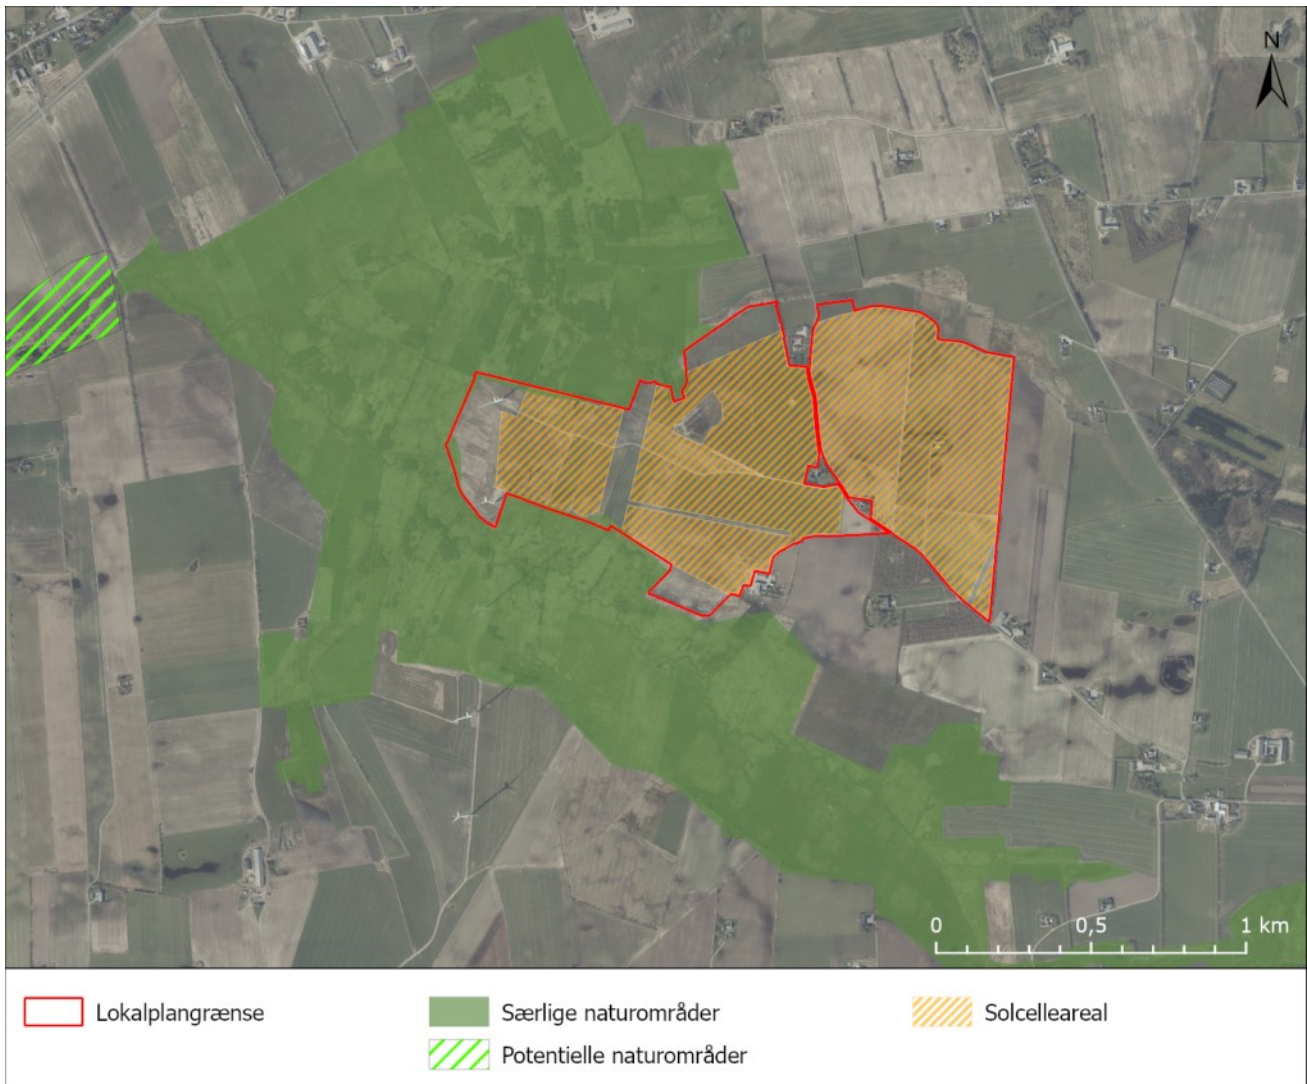 N
0 0,5 1 km
Lokalplangrænse
Særlige naturområder
Solcelleareal
Potentielle naturområder